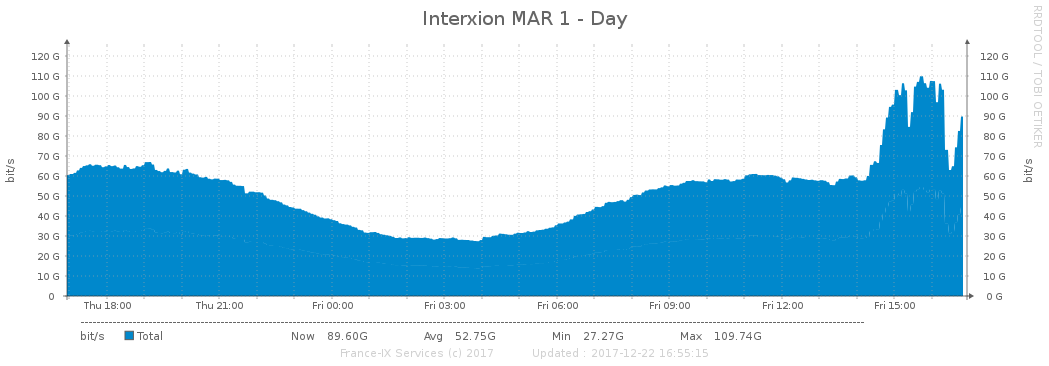 Interxion MAR 1 - Day
RRDTOOL / TOBI OETIKER
120 G 120 G
110 G 110 G
100 G 100 G
90 G 90 G
80 G 80 G
70 G 70 G
60 G 60 G
50 G 50 G
40 G 40 G
30 G 30 G
20 G 20 G
10 G 10 G
0 0 G
bit/s
bit/s
Thu 18:00 Thu 21:00 Fri 00:00 Fri 03:00 Fri 06:00 Fri 09:00 Fri 12:00 Fri 15:00
bit/s Total Now 89.60G Avg 52.75G Min 27.27G Max 109.74G
France-IX Services (c) 2017 Updated : 2017-12-22 16:55:15